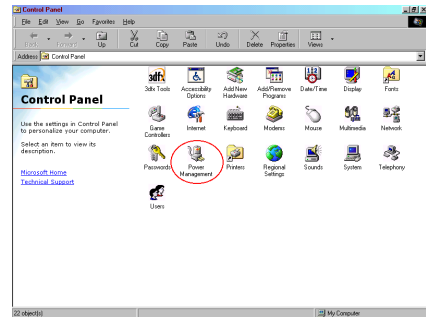 Control Panel
File Edit View Go Favorites Help
Back Forward Up Cut Copy Paste Undo Delete Properties Views
Address Control Panel
Control Panel
Use the settings in Control Panel
to personalize your computer.
Select an item to view its
description.
Microsoft Home
Technical Support
3dfx Tools
Accessibility
Options
Add New
Hardware
Add/Remove
Programs
Date/Time
Display
Fonts
Game
Controllers
Internet
Keyboard
Modems
Mouse
Multimedia
Network
Passwords
Power
Management
Printers
Regional
Settings
Sounds
System
Telephony
Users
22 object(s)
My Computer